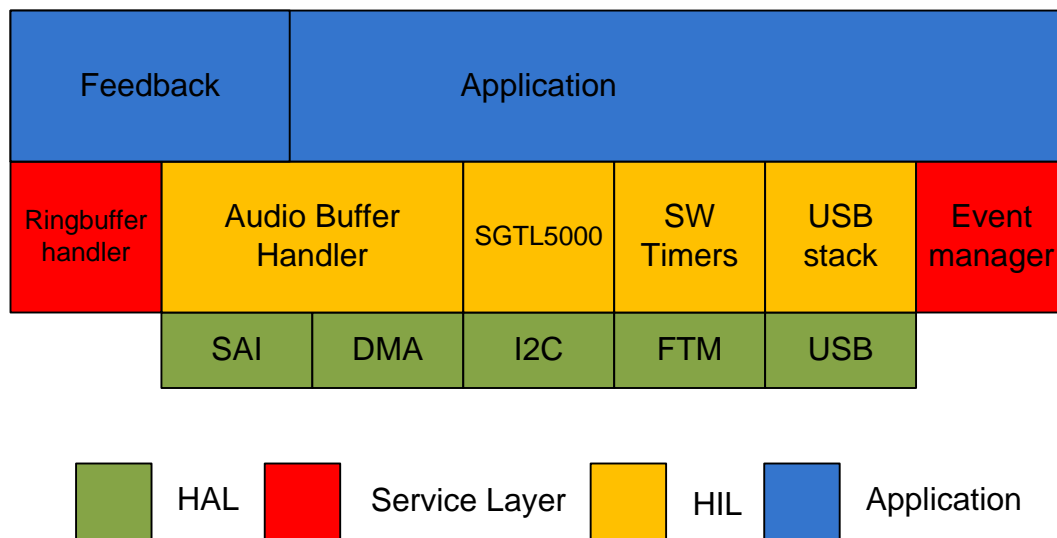 Feedback
Application
Ringbuffer
handler
Audio Buffer
Handler
SGTL5000
SW
Timers
USB
stack
Event
manager
SAI
DMA
I2C
FTM
USB
HAL
Service Layer
HIL
Application